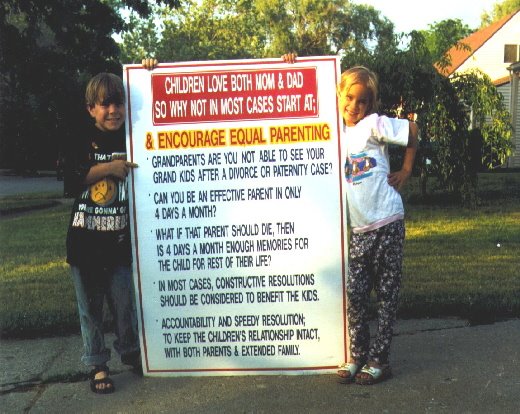 CHILDREN LOVE BOTH MOM & DAD
SO WHY NOT IN MOST CASES START AT;
& ENCOURAGE EQUAL PARENTING
· GRANDPARENTS ARE YOU NOT ABLE TO SEE YOUR
GRAND KIDS AFTER A DIVORCE OR PATERNITY CASE?
· CAN YOU BE AN EFFECTIVE PARENT IN ONLY
4 DAYS A MONTH?
· WHAT IF THAT PARENT SHOULD DIE, THEN
IS 4 DAYS A MONTH ENOUGH MEMORIES FOR
THE CHILD FOR REST OF THEIR LIFE?
· IN MOST CASES, CONSTRUCTIVE RESOLUTIONS
SHOULD BE CONSIDERED TO BENEFIT THE KIDS.
· ACCOUNTABILITY AND SPEEDY RESOLUTION;
TO KEEP THE CHILDREN'S RELATIONSHIP INTACT,
WITH BOTH PARENTS & EXTENDED FAMILY.
THAT
GONNA